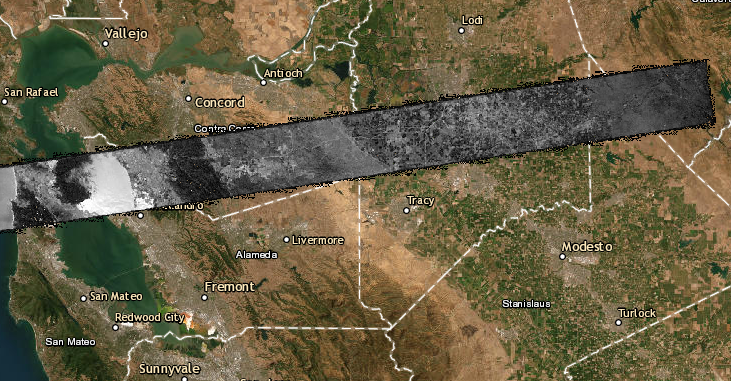 Lodi
Vallejo
Antioch
San Rafael
Concord
Contra
Tracy
Livermore
Modesto
Alameda
Fremont
San Mateo
Stanislaus
Redwood City
Turlock
San Mateo
Sunnyvale